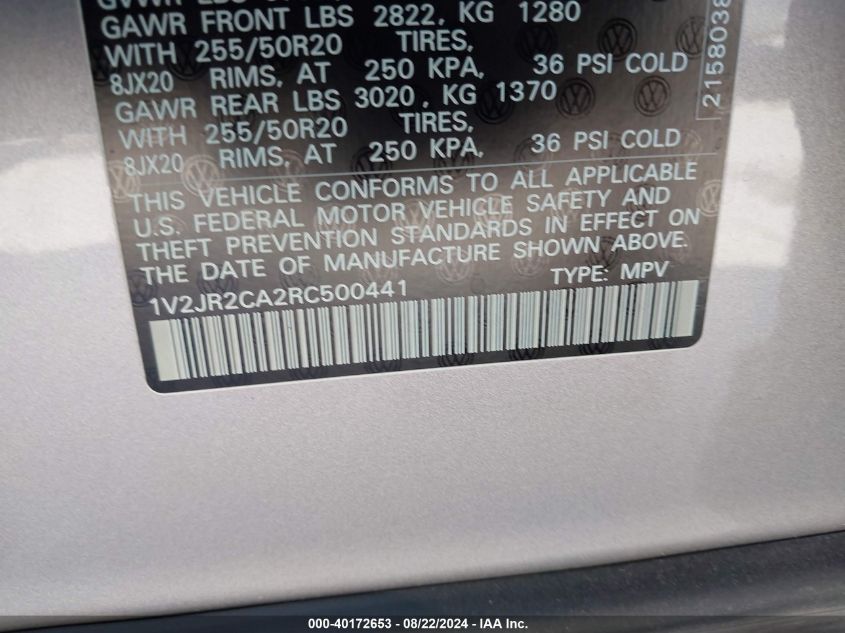 GVWR LBS
GAWR FRONT LBS 2822, KG 1280
WITH 255/50R20 TIRES,
8JX20 RIMS, AT 250 KPA, 36 PSI COLD
GAWR REAR LBS 3020, KG 1370
WITH 255/50R20 TIRES,
8JX20 RIMS, AT 250 KPA, 36 PSI COLD
THIS VEHICLE CONFORMS TO ALL APPLICABLE
U.S. FEDERAL MOTOR VEHICLE SAFETY AND
THEFT PREVENTION STANDARDS IN EFFECT ON
THE DATE OF MANUFACTURE SHOWN ABOVE.
1V2JR2CA2RC500441 TYPE: MPV
2158038
000-40172653 - 08/22/2024 - IAA Inc.